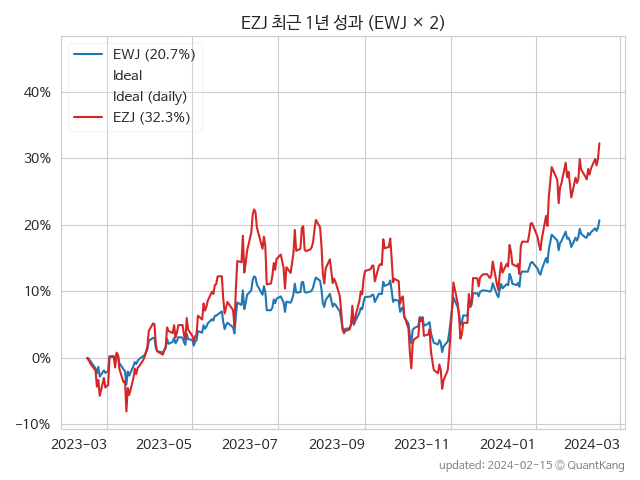 EZJ 최근 1년 성과 (EWJ × 2)
EWJ (20.7%)
Ideal
Ideal (daily)
EZJ (32.3%)
40%
30%
20%
10%
0%
−10%
2023−03 2023−05 2023−07 2023−09 2023−11 2024−01 2024−03
updated: 2024-02-15 © QuantKang